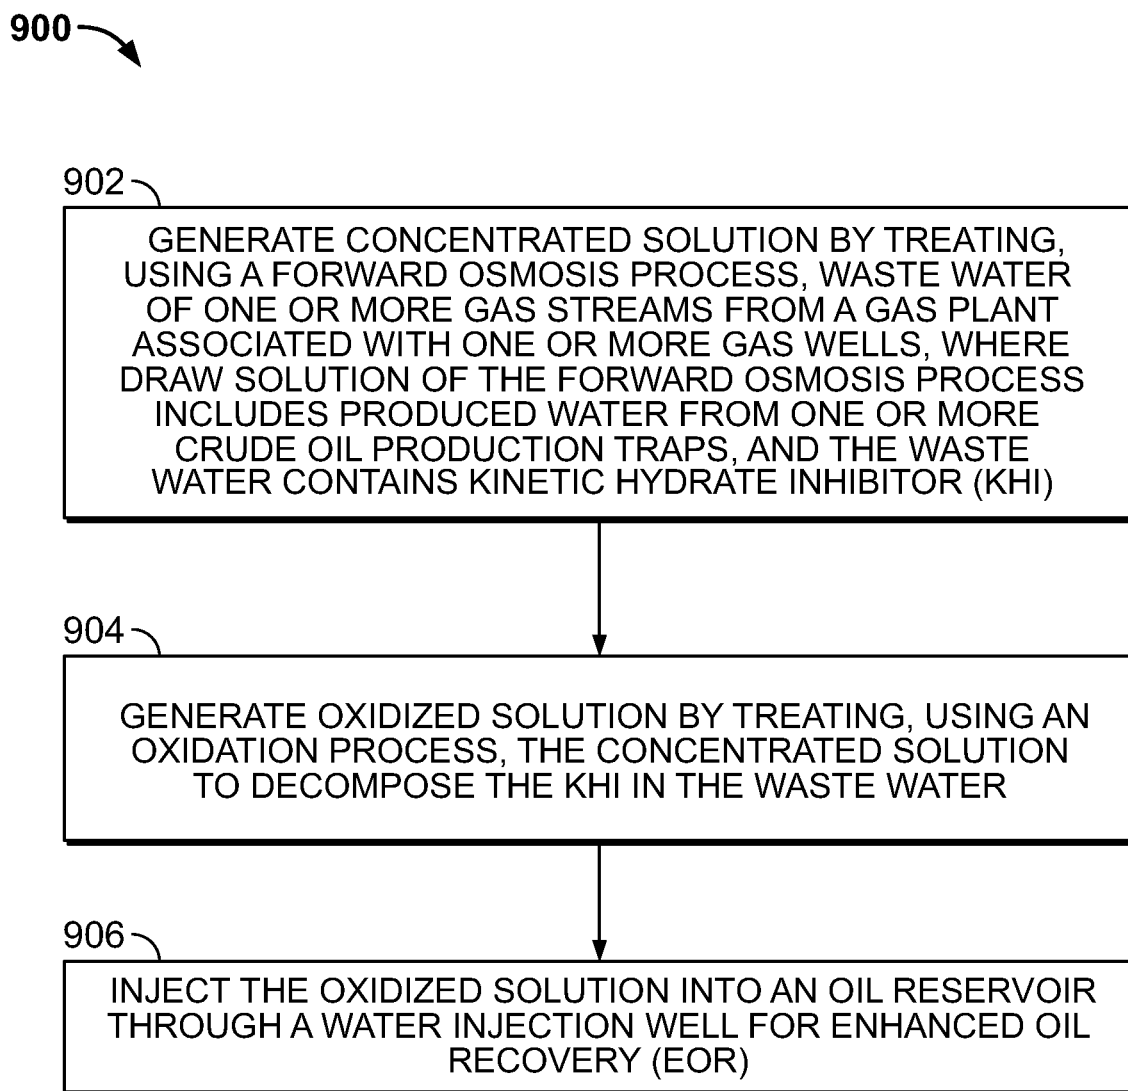 900
902
GENERATE CONCENTRATED SOLUTION BY TREATING,
USING A FORWARD OSMOSIS PROCESS, WASTE WATER
OF ONE OR MORE GAS STREAMS FROM A GAS PLANT
ASSOCIATED WITH ONE OR MORE GAS WELLS, WHERE
DRAW SOLUTION OF THE FORWARD OSMOSIS PROCESS
INCLUDES PRODUCED WATER FROM ONE OR MORE
CRUDE OIL PRODUCTION TRAPS, AND THE WASTE
WATER CONTAINS KINETIC HYDRATE INHIBITOR (KHI)
904
GENERATE OXIDIZED SOLUTION BY TREATING, USING AN
OXIDATION PROCESS, THE CONCENTRATED SOLUTION
TO DECOMPOSE THE KHI IN THE WASTE WATER
906
INJECT THE OXIDIZED SOLUTION INTO AN OIL RESERVOIR
THROUGH A WATER INJECTION WELL FOR ENHANCED OIL
RECOVERY (EOR)